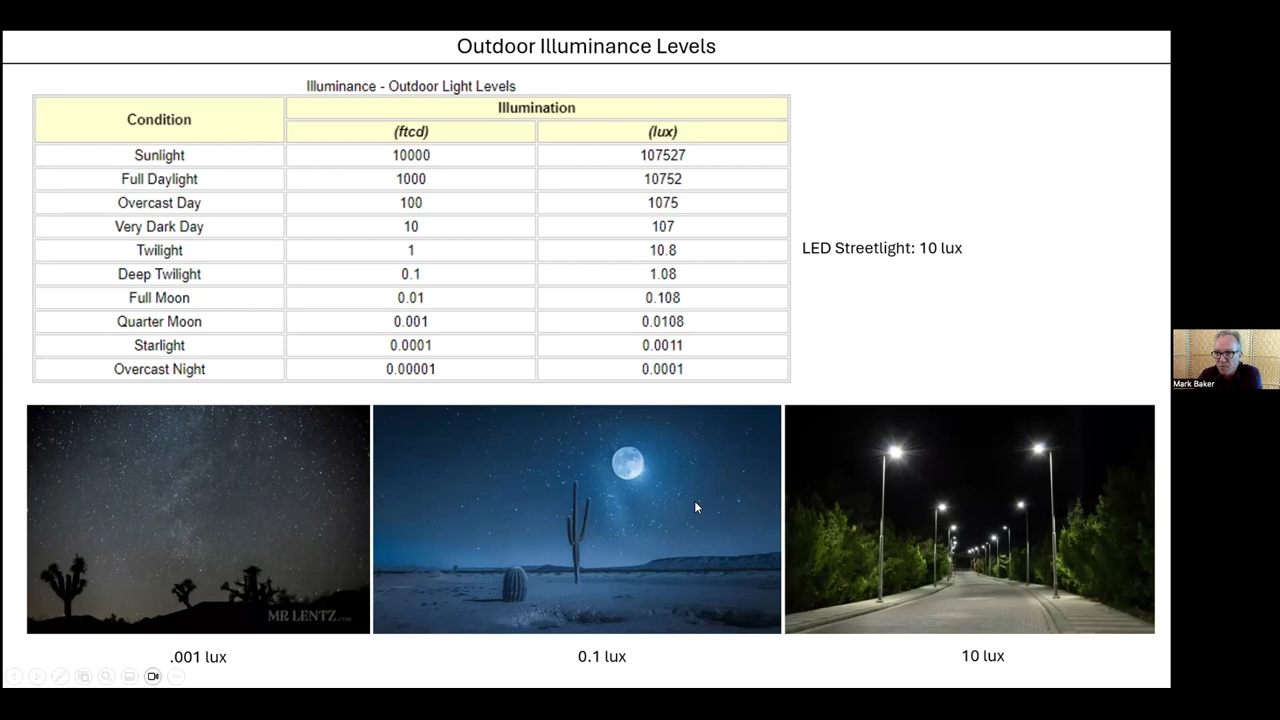 Outdoor Illuminance Levels
Illuminance - Outdoor Light Levels
Condition Illumination
(ftcd) (lux)
Sunlight 10000 107527
Full Daylight 1000 10752
Overcast Day 100 1075
Very Dark Day 10 107
Twilight 1 10.8
LED Streetlight: 10 lux
Deep Twilight 0.1 1.08
Full Moon 0.01 0.108
Quarter Moon 0.001 0.0108
Starlight 0.0001 0.0011
Overcast Night 0.00001 0.0001
Mark Baker
MR LENTZ.COM
.001 lux
0.1 lux
10 lux